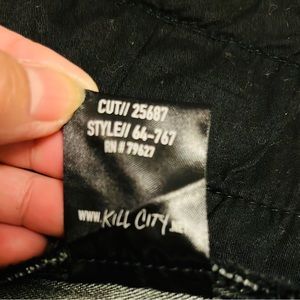 CUT// 25687
STYLE// 64-767
RN # 79627
www.KILL CITY